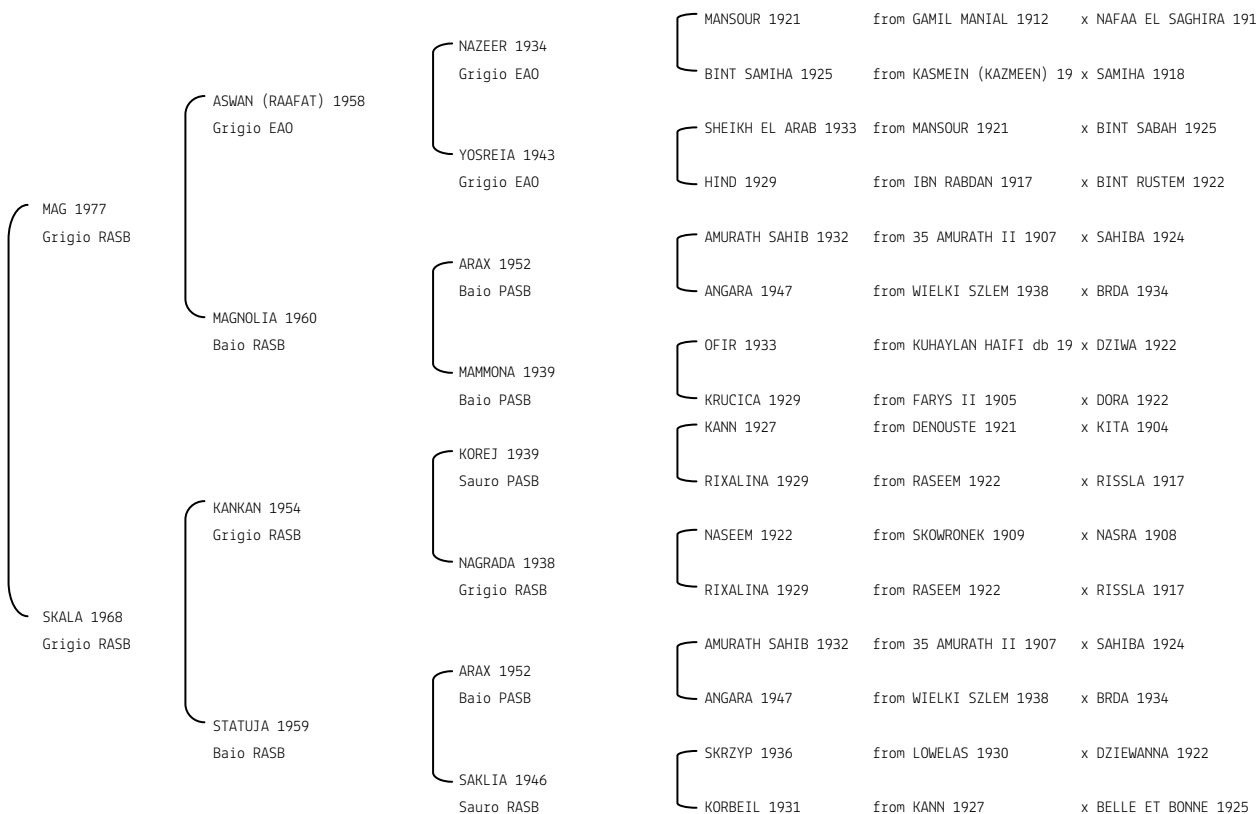 MANSOUR 1921 from GAMIL MANIAL 1912 x NAFAA EL SAGHIRA 191
NAZEER 1934
Grigio EAO BINT SAMIHA 1925 from KASMEIN (KAZMEEN) 19 x SAMIHA 1918
ASWAN (RAAFAT) 1958
Grigio EAO SHEIKH EL ARAB 1933 from MANSOUR 1921 x BINT SABAH 1925
YOSREIA 1943
Grigio EAO HIND 1929 from IBN RABDAN 1917 x BINT RUSTEM 1922
MAG 1977
Grigio RASB AMURATH SAHIB 1932 from 35 AMURATH II 1907 x SAHIBA 1924
ARAX 1952
Baio PASB ANGARA 1947 from WIELKI SZLEM 1938 x BRDA 1934
MAGNOLIA 1960
Baio RASB OFIR 1933 from KUHAYLAN HAIFI db 19 x DZIWA 1922
MAMMONA 1939
Baio PASB KRUCICA 1929 from FARYS II 1905 x DORA 1922
KANN 1927 from DENOUSTE 1921 x KITA 1904
KOREJ 1939
Sauro PASB RIXALINA 1929 from RASEEM 1922 x RISSLA 1917
KANKAN 1954
Grigio RASB NASEEM 1922 from SKOWRONEK 1909 x NASRA 1908
NAGRADA 1938
Grigio RASB RIXALINA 1929 from RASEEM 1922 x RISSLA 1917
SKALA 1968
Grigio RASB AMURATH SAHIB 1932 from 35 AMURATH II 1907 x SAHIBA 1924
ARAX 1952
Baio PASB ANGARA 1947 from WIELKI SZLEM 1938 x BRDA 1934
STATUJA 1959
Baio RASB SKRZYP 1936 from LOWELAS 1930 x DZIEWANNA 1922
SAKLIA 1946
Sauro RASB KORBEIL 1931 from KANN 1927 x BELLE ET BONNE 1925